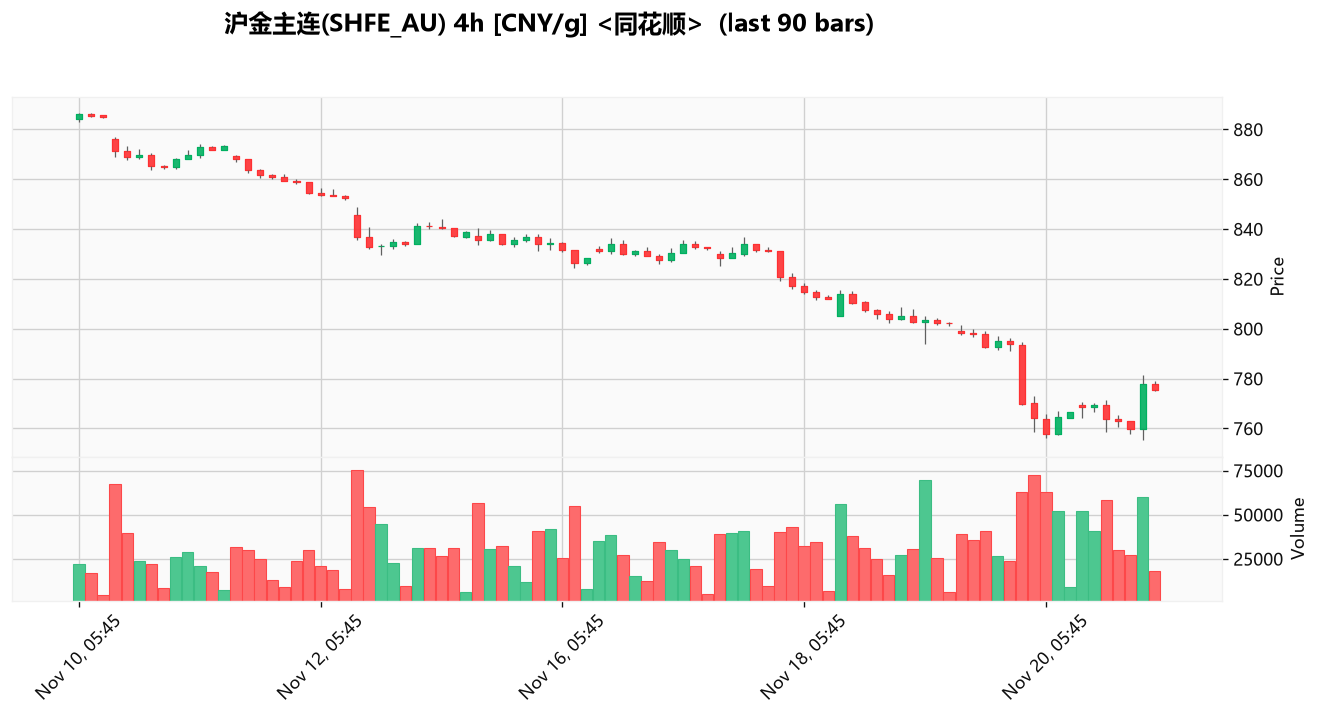 沪金主连(SHFE_AU) 4h [CNY/g] <同花顺> (last 90 bars)
880
860
840
820
800
780
760
Price
75000
50000
25000
Volume
Nov 10, 05:45
Nov 12, 05:45
Nov 16, 05:45
Nov 18, 05:45
Nov 20, 05:45